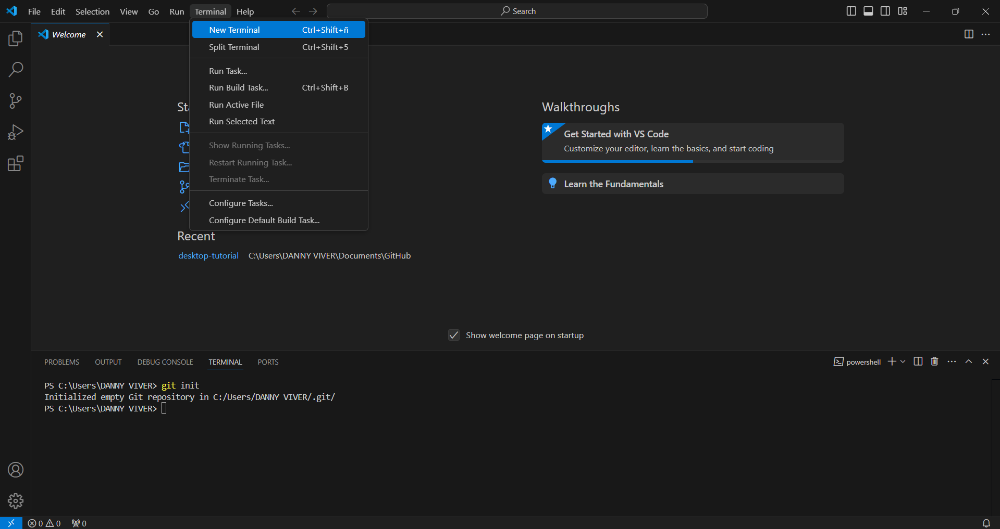 File Edit Selection View Go Run Terminal Help Search
Welcome
New Terminal Ctrl+Shift+ñ
Split Terminal Ctrl+Shift+5
Run Task...
Run Build Task... Ctrl+Shift+B
Run Active File
Run Selected Text
Show Running Tasks...
Restart Running Task...
Terminate Task...
Configure Tasks...
Configure Default Build Task...
Sta
Recent
desktop-tutorial C:\Users\DANNY VIVER\Documents\GitHub
Walkthroughs
Get Started with VS Code
Customize your editor, learn the basics, and start coding
Learn the Fundamentals
Show welcome page on startup
PROBLEMS OUTPUT DEBUG CONSOLE TERMINAL PORTS powershell
PS C:\Users\DANNY VIVER> git init
Initialized empty Git repository in C:/Users/DANNY VIVER/.git/
PS C:\Users\DANNY VIVER>
0 0 0